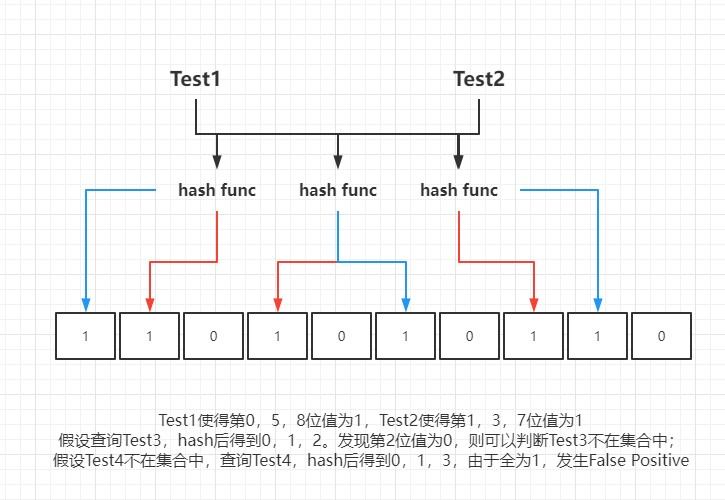 Test1 Test2
hash func hash func hash func
1 1 0 1 0 1 0 1 1 0
Test1使得第0，5，8位值为1，Test2使得第1，3，7位值为1
假设查询Test3，hash后得到0，1，2。发现第2位值为0，则可以判断Test3不在集合中；
假设Test4不在集合中，查询Test4，hash后得到0，1，3，由于全为1，发生False Positive